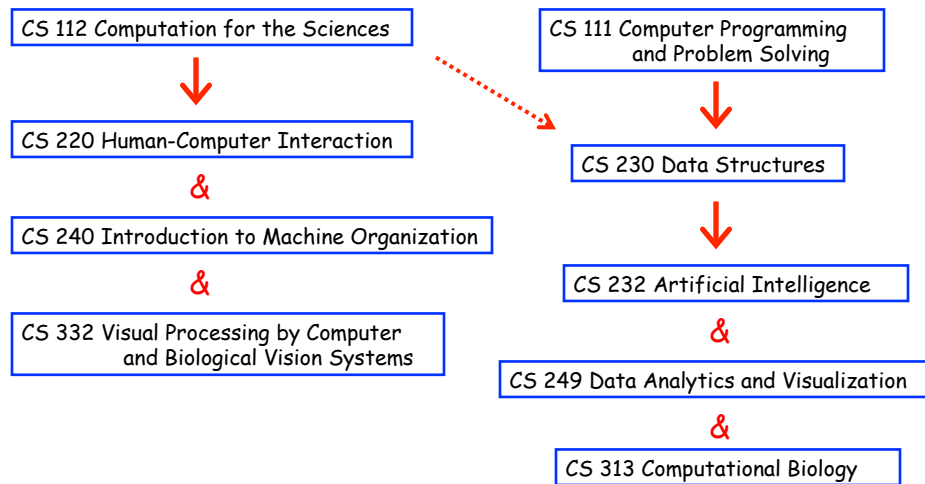 CS 112 Computation for the Sciences
CS 220 Human-Computer Interaction
&
CS 240 Introduction to Machine Organization
&
CS 332 Visual Processing by Computer
and Biological Vision Systems
CS 111 Computer Programming
and Problem Solving
CS 230 Data Structures
CS 232 Artificial Intelligence
&
CS 249 Data Analytics and Visualization
&
CS 313 Computational Biology